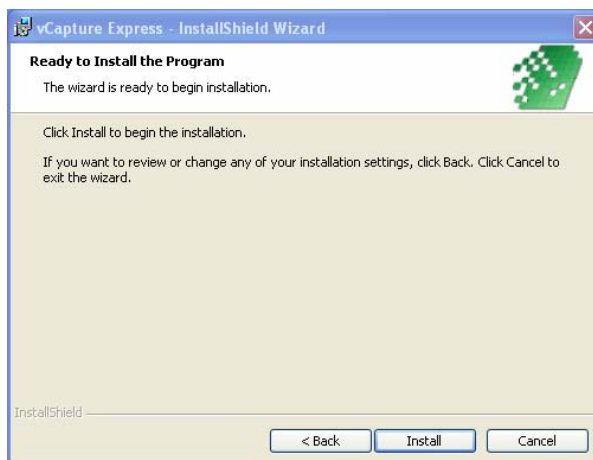 vCapture Express - InstallShield Wizard
Ready to Install the Program
The wizard is ready to begin installation.
Click Install to begin the installation.
If you want to review or change any of your installation settings, click Back. Click Cancel to
exit the wizard.
InstallShield
< Back Install Cancel